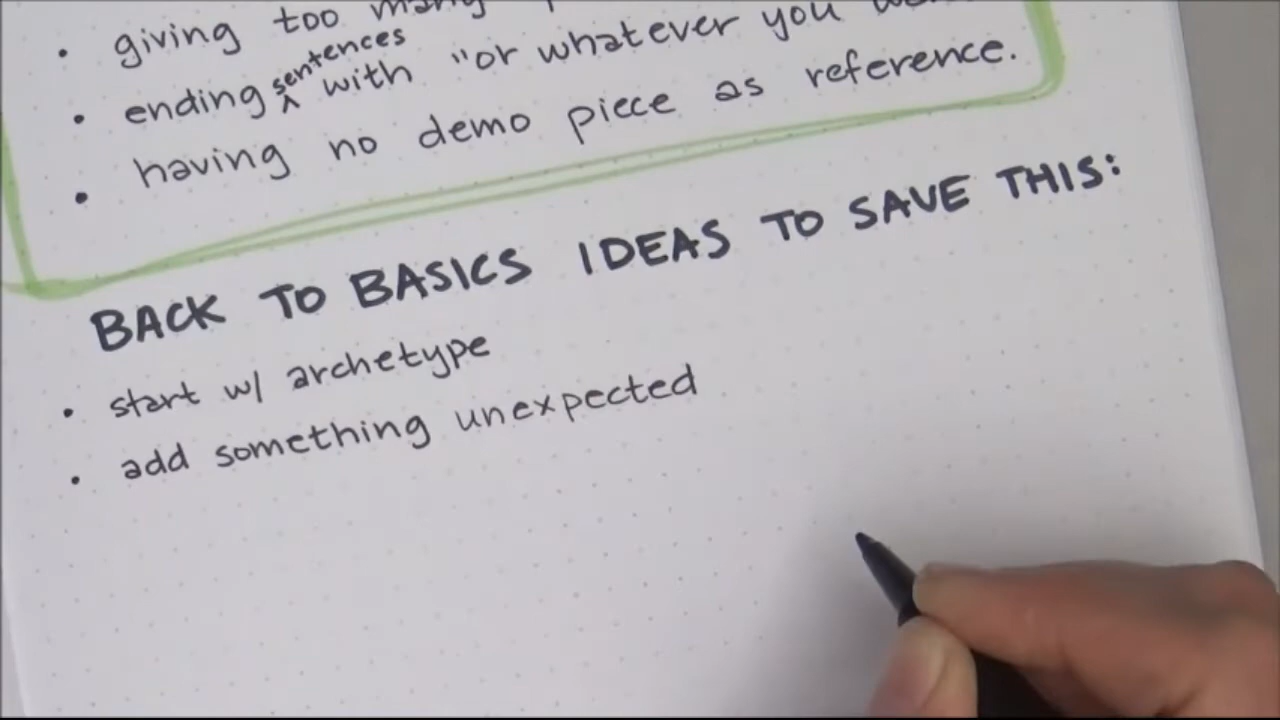 • giving too many
• ending sentences with "or whatever you
• having no demo piece as reference.
BACK TO BASICS IDEAS TO SAVE THIS:
• start w/ archetype
• add something unexpected